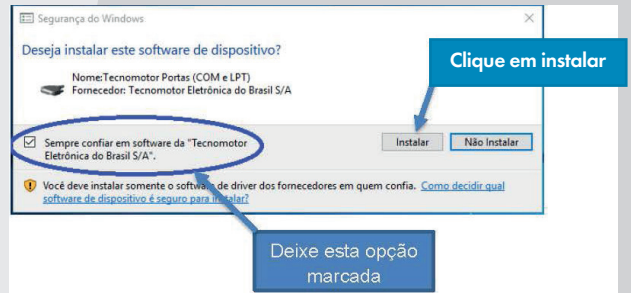 Segurança do Windows
Deseja instalar este software de dispositivo?
Clique em instalar
Nome:Tecnomotor Portas (COM e LPT)
Fornecedor: Tecnomotor Eletrônica do Brasil S/A
Sempre confiar em software da "Tecnomotor
Eletrônica do Brasil S/A".
Instalar
Não Instalar
Você deve instalar somente o software de driver dos fornecedores em quem confia. Como decidir qual
software de dispositivo é seguro para instalar?
Deixe esta opção
marcada